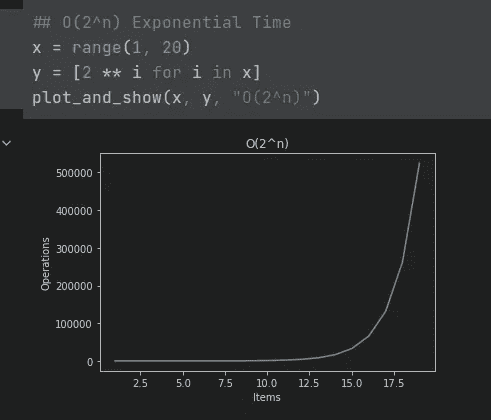 ## O(2^n) Exponential Time
x = range(1, 20)
y = [2 ** i for i in x]
plot_and_show(x, y, "O(2^n)")
O(2^n)
500000
400000
300000
200000
100000
0
Operations
2.5 5.0 7.5 10.0 12.5 15.0 17.5
Items